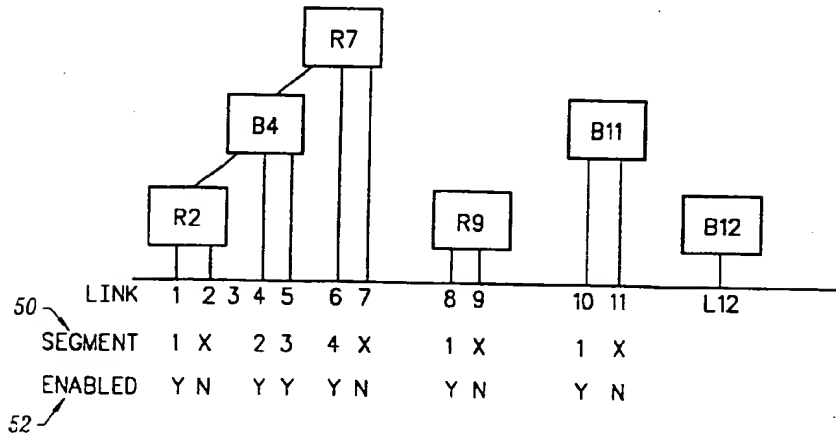 R7
B4
B11
R2
R9
B12
LINK 1 2 3 4 5 6 7 8 9 10 11 L12
50
SEGMENT 1 X 2 3 4 X 1 X 1 X
ENABLED Y N Y Y Y N Y N Y N
52